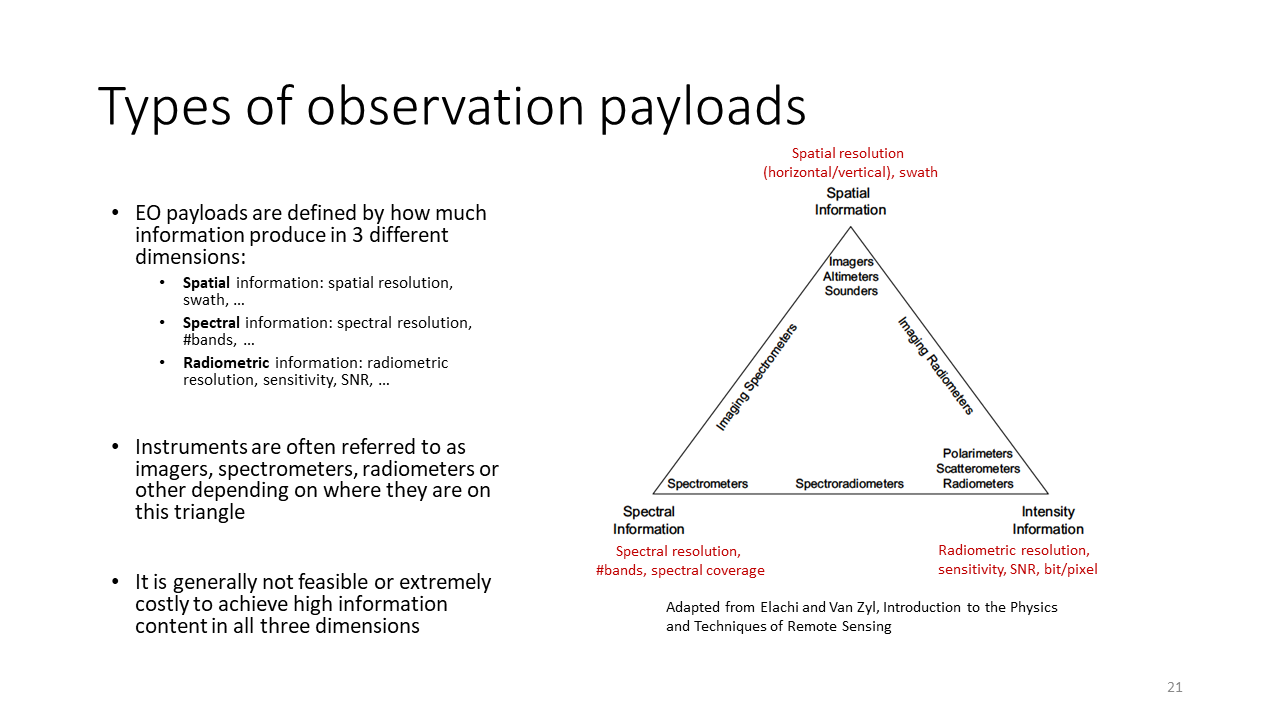 Types of observation payloads
• EO payloads are defined by how much
information produce in 3 different
dimensions:
• Spatial information: spatial resolution,
swath, …
• Spectral information: spectral resolution,
#bands, …
• Radiometric information: radiometric
resolution, sensitivity, SNR, …
• Instruments are often referred to as
imagers, spectrometers, radiometers or
other depending on where they are on
this triangle
• It is generally not feasible or extremely
costly to achieve high information
content in all three dimensions
Spatial resolution
(horizontal/vertical), swath
Spatial
Information
Imagers
Altimeters
Sounders
Imaging Spectrometers
Imaging Radiometers
Polarimeters
Scatterometers
Radiometers
Spectrometers
Spectroradiometers
Spectral
Information
Intensity
Information
Spectral resolution,
#bands, spectral coverage
Radiometric resolution,
sensitivity, SNR, bit/pixel
Adapted from Elachi and Van Zyl, Introduction to the Physics
and Techniques of Remote Sensing
21